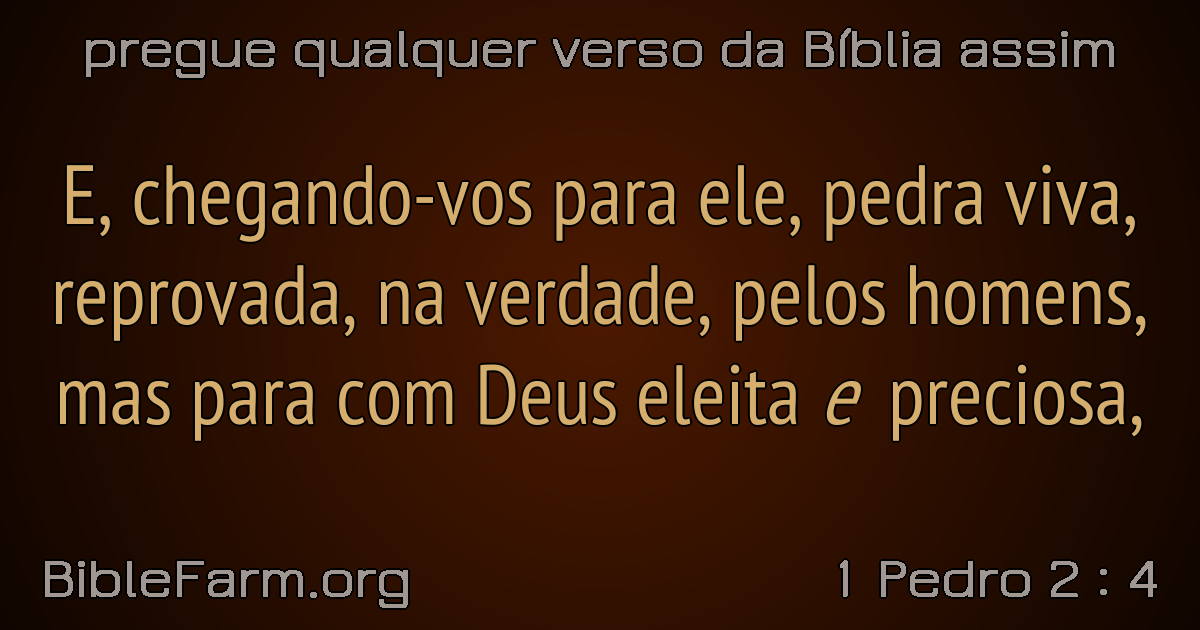 pregue qualquer verso da Bíblia assim
E, chegando-vos para ele, pedra viva,
reprovada, na verdade, pelos homens,
mas para com Deus eleita e preciosa,
BibleFarm.org
1 Pedro 2 : 4